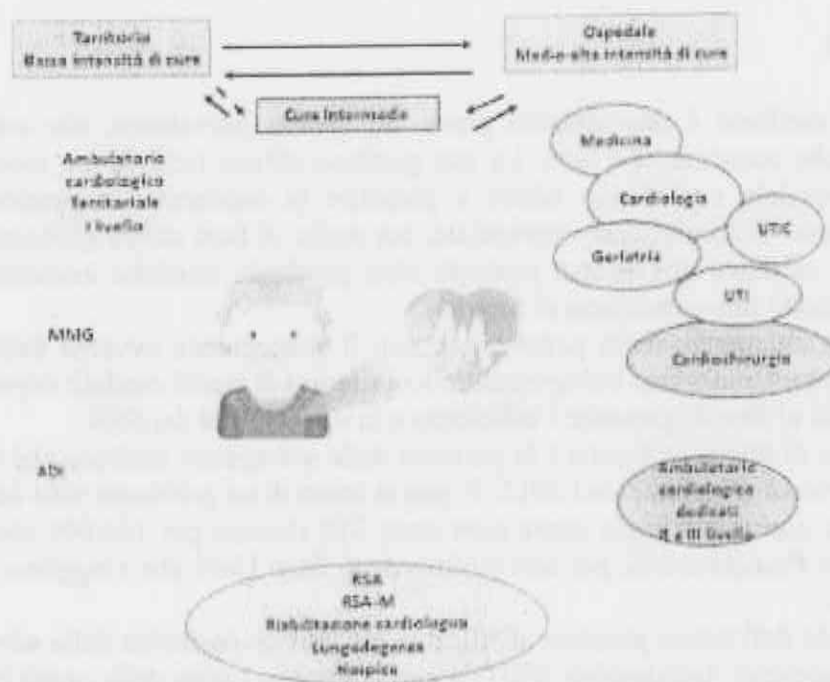 Territorio
Bassa intensità di cure
Ospedale
Med-o-alta intensità di cure
Cure Intermedie
Ambulatorio
cardiologico
Territoriale
I livello
MMG
ADI
Medicina
Cardiologia
Geriatria
UTIC
UTI
Cardiochirurgia
Ambulatorio
cardiologico
dedicati
II e III livello
RSA
RSA-M
Riabilitazione cardiologica
Lungodegenza
Hospice